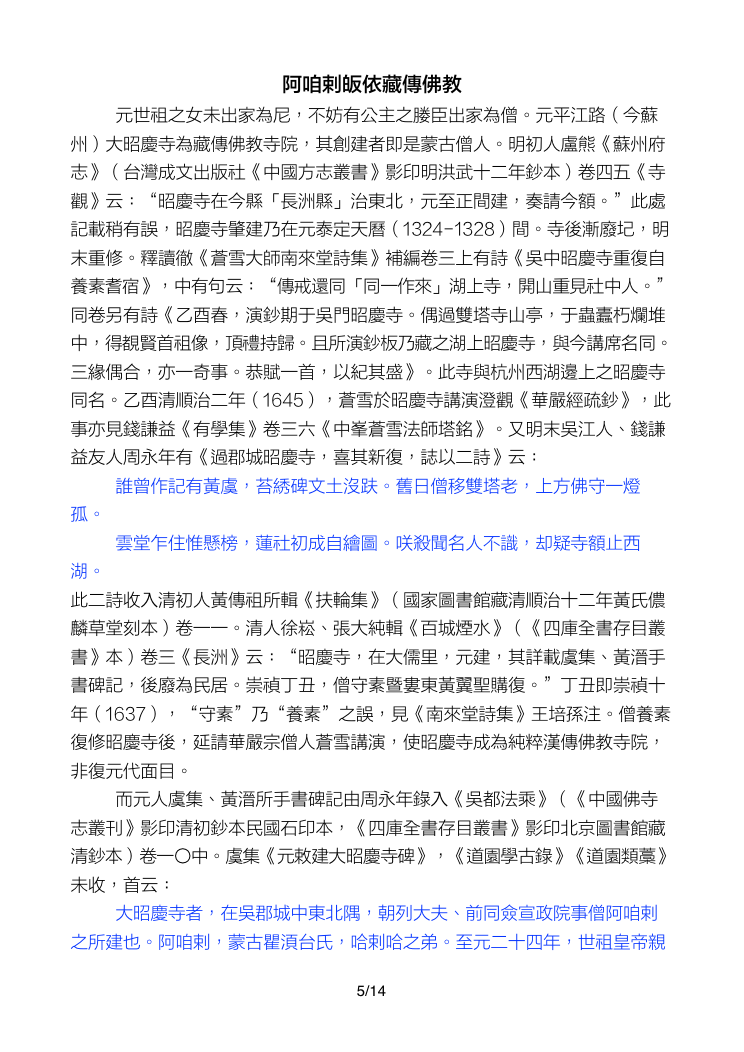 阿咱剌皈依藏傳佛教
元世祖之女未出家為尼，不妨有公主之媵臣出家為僧。元平江路（今蘇
州）大昭慶寺為藏傳佛教寺院，其創建者即是蒙古僧人。明初人盧熊《蘇州府
志》（台灣成文出版社《中國方志叢書》影印明洪武十二年鈔本）卷四五《寺
觀》云：“昭慶寺在今縣「長洲縣」治東北，元至正間建，奏請今額。”此處
記載稍有誤，昭慶寺肇建乃在元泰定天曆（1324-1328）間。寺後漸廢圮，明
末重修。釋讀徹《蒼雪大師南來堂詩集》補編卷三上有詩《吳中昭慶寺重復自
養素耆宿》，中有句云：“傳戒還同「同一作來」湖上寺，開山重見社中人。”
同卷另有詩《乙酉春，演鈔期于吳門昭慶寺。偶過雙塔寺山亭，于蟲蠹朽爛堆
中，得覩賢首祖像，頂禮持歸。且所演鈔板乃藏之湖上昭慶寺，與今講席名同。
三緣偶合，亦一奇事。恭賦一首，以紀其盛》。此寺與杭州西湖邊上之昭慶寺
同名。乙酉清順治二年（1645），蒼雪於昭慶寺講演澄觀《華嚴經疏鈔》，此
事亦見錢謙益《有學集》卷三六《中峯蒼雪法師塔銘》。又明末吳江人、錢謙
益友人周永年有《過郡城昭慶寺，喜其新復，誌以二詩》云：
誰曾作記有黃虞，苔綉碑文土沒趺。舊日僧移雙塔老，上方佛守一燈
孤。
雲堂乍住惟懸榜，蓮社初成自繪圖。咲殺聞名人不識，却疑寺額止西
湖。
此二詩收入清初人黃傳祖所輯《扶輪集》（國家圖書館藏清順治十二年黃氏儂
麟草堂刻本）卷一一。清人徐崧、張大純輯《百城煙水》（《四庫全書存目叢
書》本）卷三《長洲》云：“昭慶寺，在大儒里，元建，其詳載虞集、黃溍手
書碑記，後廢為民居。崇禎丁丑，僧守素暨婁東黃翼聖購復。”丁丑即崇禎十
年（1637），“守素”乃“養素”之誤，見《南來堂詩集》王培孫注。僧養素
復修昭慶寺後，延請華嚴宗僧人蒼雪講演，使昭慶寺成為純粹漢傳佛教寺院，
非復元代面目。
而元人虞集、黃溍所手書碑記由周永年錄入《吳都法乘》（《中國佛寺
志叢刊》影印清初鈔本民國石印本，《四庫全書存目叢書》影印北京圖書館藏
清鈔本）卷一〇中。虞集《元敕建大昭慶寺碑》，《道園學古錄》《道園類藁》
未收，首云：
大昭慶寺者，在吳郡城中東北隅，朝列大夫、前同僉宣政院事僧阿咱剌
之所建也。阿咱剌，蒙古瞿湏台氏，哈剌哈之弟。至元二十四年，世祖皇帝親
5/14